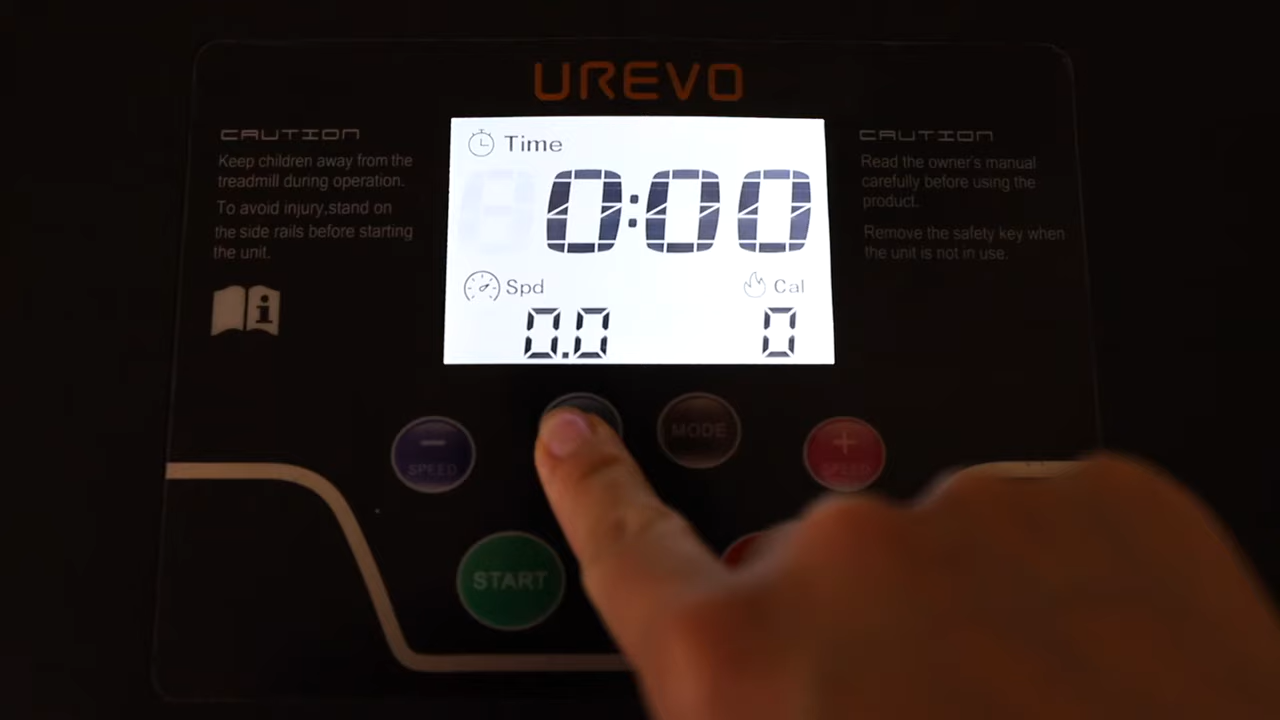 UREVO
CAUTION
Keep children away from the
treadmill during operation.
To avoid injury,stand on
the side rails before starting
the unit.
i
Time
0:00
Spd
0.0
Cal
0
CAUTION
Read the owner's manual
carefully before using the
product.
Remove the safety key when
the unit is not in use.
− SPEED
MODE
+ SPEED
START